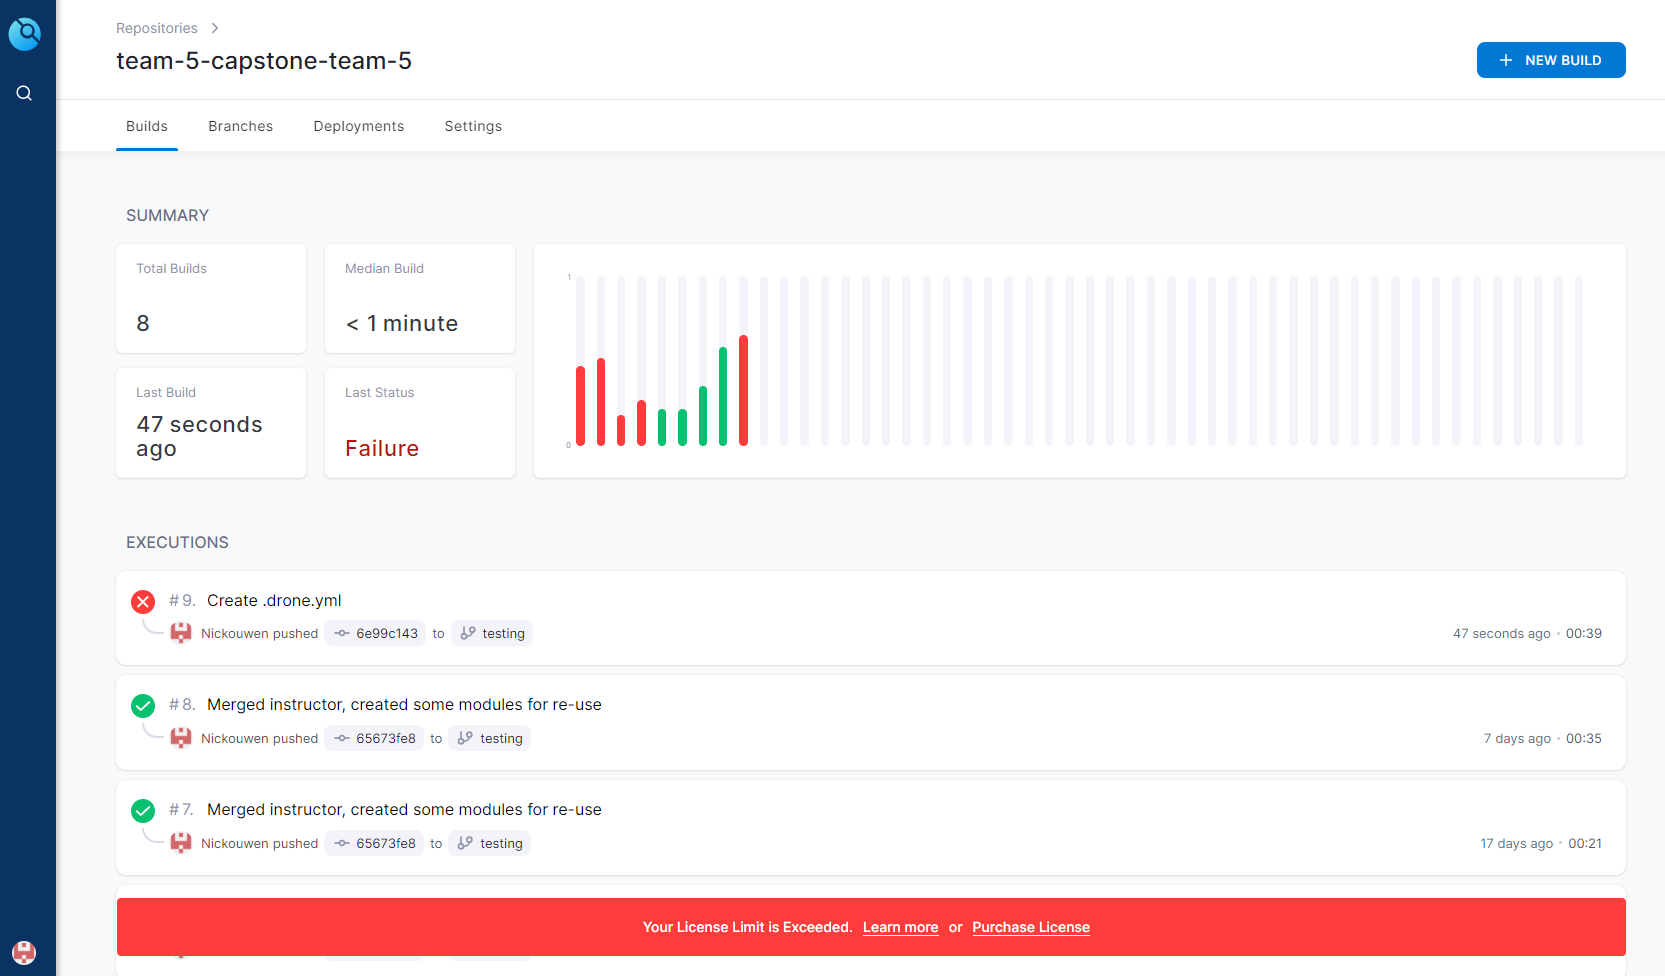 Repositories
team-5-capstone-team-5
NEW BUILD
Builds Branches Deployments Settings
SUMMARY
Total Builds
8
Median Build
< 1 minute
Last Build
47 seconds
ago
Last Status
Failure
1
0
EXECUTIONS
#9. Create .drone.yml
Nickouwen pushed 6e99c143 to testing 47 seconds ago • 00:39
#8. Merged instructor, created some modules for re-use
Nickouwen pushed 65673fe8 to testing 7 days ago • 00:35
#7. Merged instructor, created some modules for re-use
Nickouwen pushed 65673fe8 to testing 17 days ago • 00:21
Your License Limit is Exceeded. Learn more or Purchase License